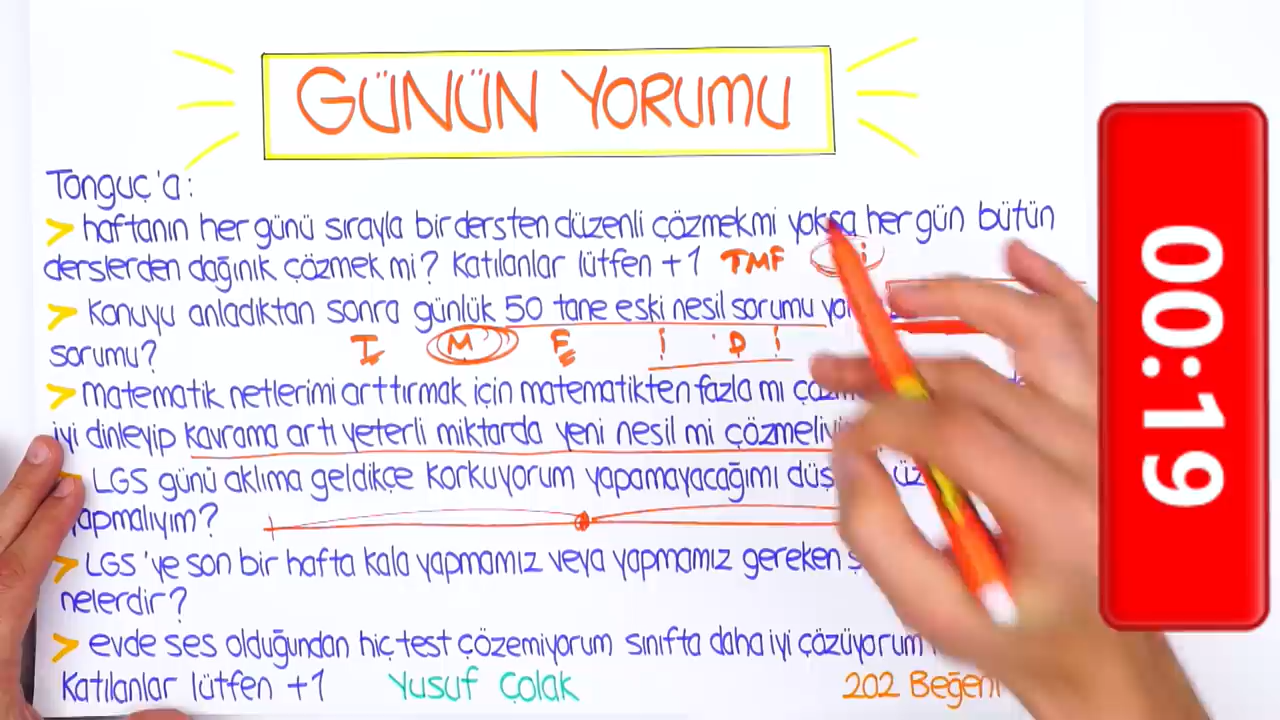 GÜNÜN YORUMU
Tonguç'a:
> haftanın her günü sırayla bir dersten düzenli çözmek mi yoksa her gün bütün
derslerden dağınık çözmek mi? Katılanlar lütfen +1 TMF
> Konuyu anladıktan sonra günlük 50 tane eski nesil sorumu
sorumu? T M F İ D İ
> matematik netlerimi arttırmak için matematikten fazla mı
iyi dinleyip kavrama artı yeterli miktarda yeni nesil mi
> LGS günü aklıma geldikçe korkuyorum yapamayacağımı
yapmalıyım?
> LGS'ye son bir hafta kala yapmamız veya yapmamız gereken
nelerdir?
> evde ses olduğundan hiç test çözemiyorum sınıfta daha iyi çözüyorum
Katılanlar lütfen +1 Yusuf Çolak 202 Beğeni
00:19